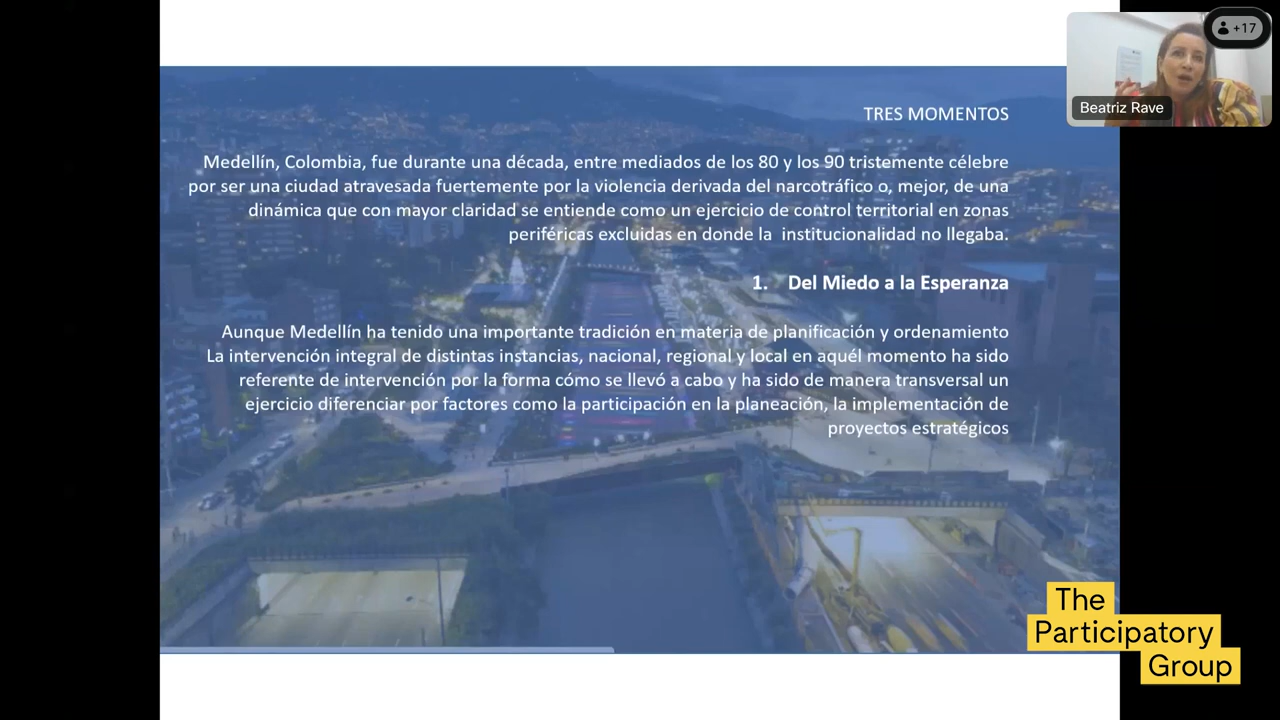 +17
Beatriz Rave
TRES MOMENTOS
Medellín, Colombia, fue durante una década, entre mediados de los 80 y los 90 tristemente célebre
por ser una ciudad atravesada fuertemente por la violencia derivada del narcotráfico o, mejor, de una
dinámica que con mayor claridad se entiende como un ejercicio de control territorial en zonas
periféricas excluidas en donde la institucionalidad no llegaba.
1. Del Miedo a la Esperanza
Aunque Medellín ha tenido una importante tradición en materia de planificación y ordenamiento
La intervención integral de distintas instancias, nacional, regional y local en aquél momento ha sido
referente de intervención por la forma cómo se llevó a cabo y ha sido de manera transversal un
ejercicio diferenciar por factores como la participación en la planeación, la implementación de
proyectos estratégicos
The
Participatory
Group